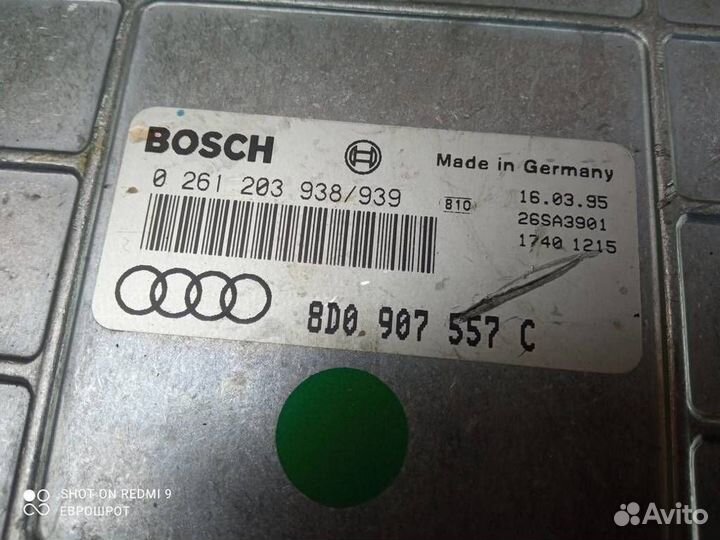 BOSCH
Made in Germany
0 261 203 938/939
810
16.03.95
26SA3901
1740 1215
8D0 907 557 C
SHOT ON REDMI 9
ЕВРОШРОТ
Avito